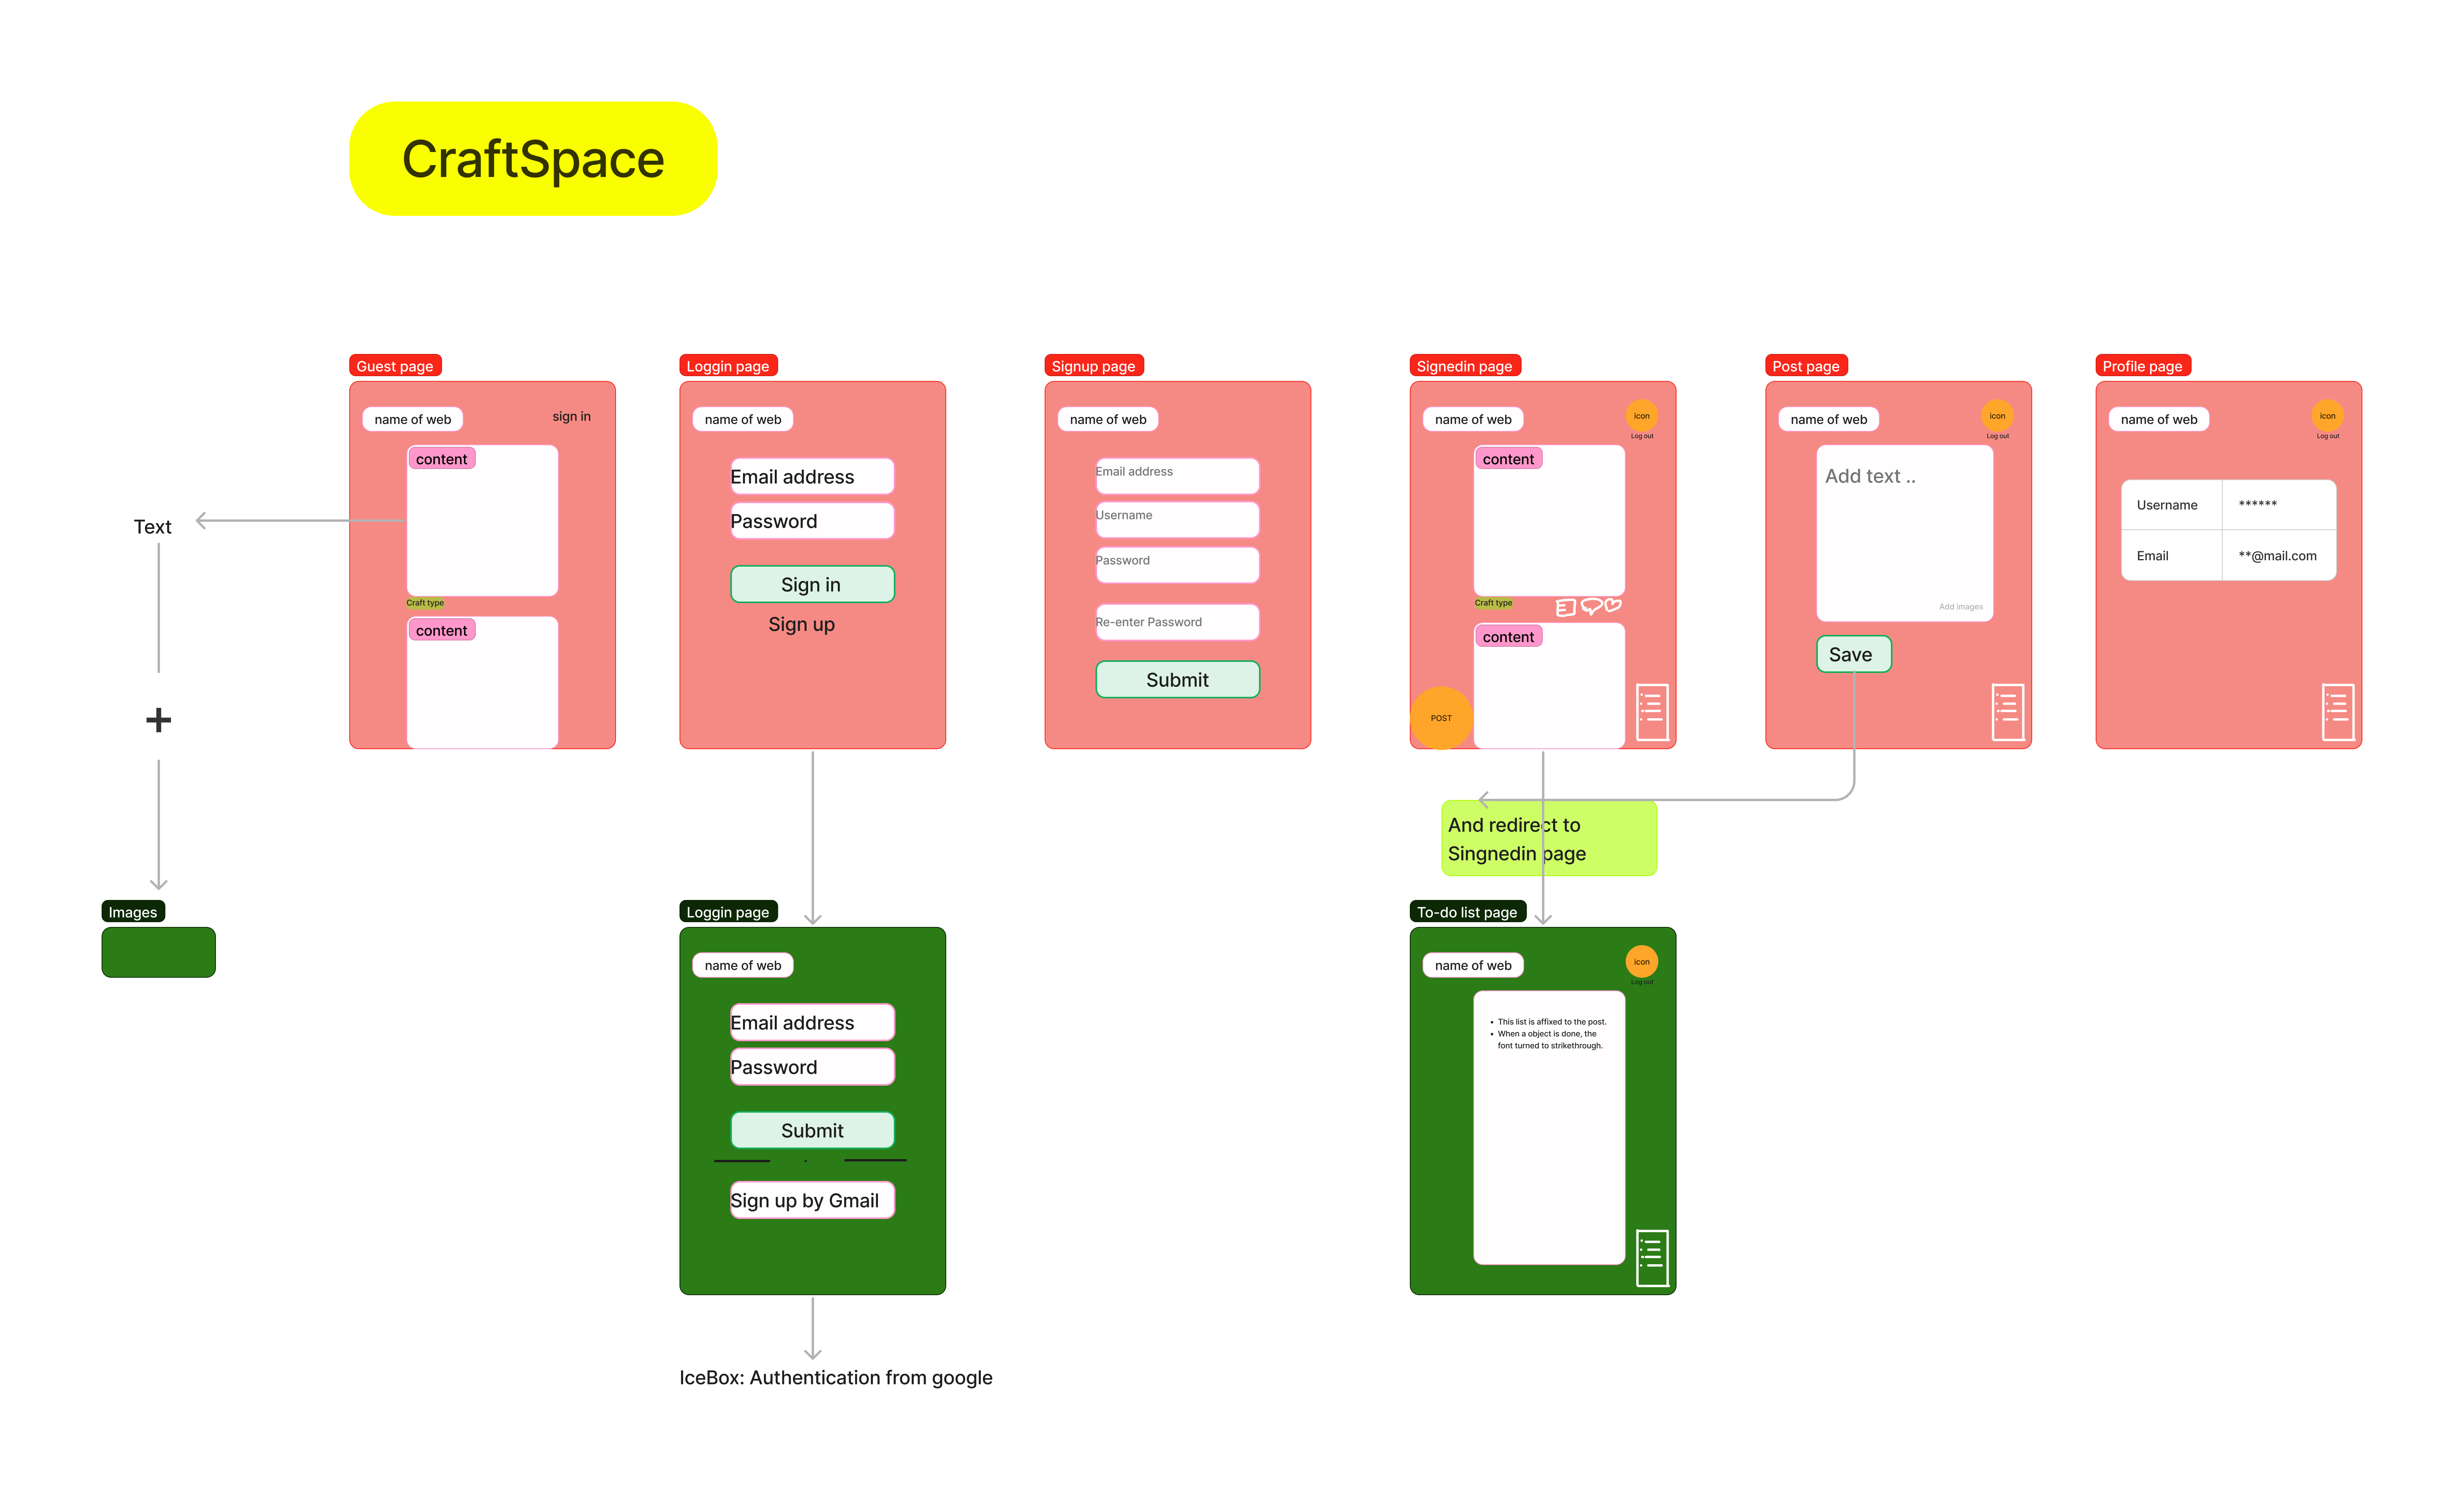 CraftSpace
Guest page
name of web
sign in
content
Craft type
content
Text
+
Images
Loggin page
name of web
Email address
Password
Sign in
Sign up
Signup page
name of web
Email address
Username
Password
Re-enter Password
Submit
Signedin page
name of web
icon
Log out
content
Craft type
content
POST
Post page
name of web
icon
Log out
Add text ..
Add images
Save
Profile page
name of web
icon
Log out
Username
******
Email
**@mail.com
And redirect to
Singnedin page
Loggin page
name of web
Email address
Password
Submit
Sign up by Gmail
IceBox: Authentication from google
To-do list page
name of web
icon
Log out
• This list is affixed to the post.
• When a object is done, the
font turned to strikethrough.